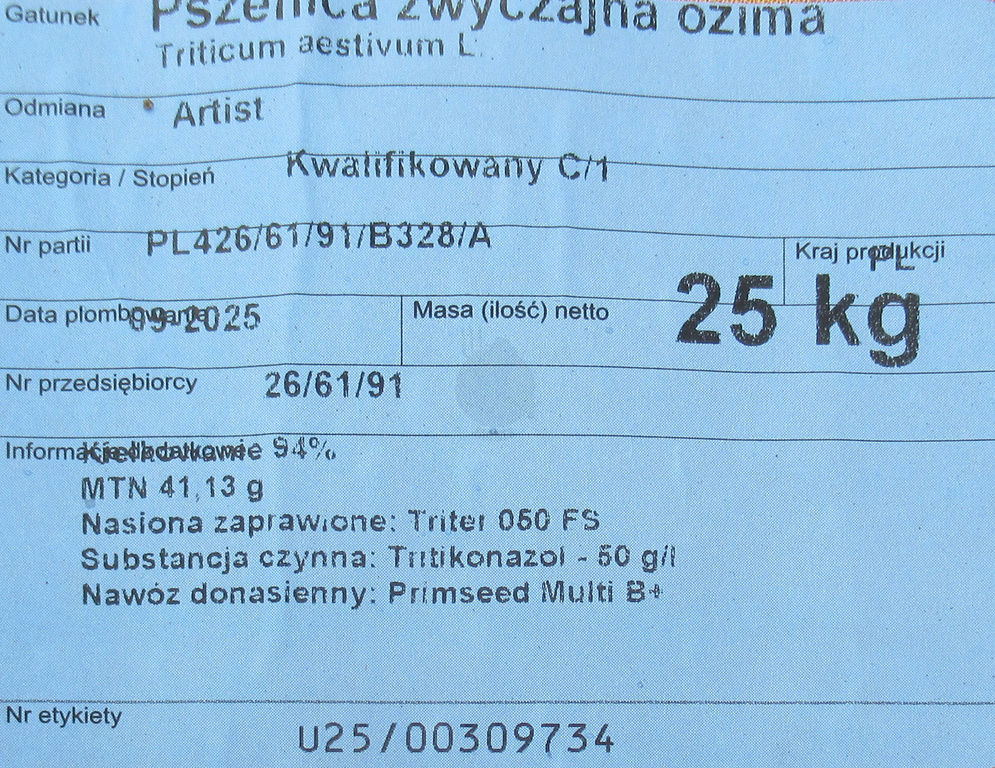 Gatunek Pszenica zwyczajna ozima
Triticum aestivum L.
Odmiana Artist
Kategoria / Stopień Kwalifikowany C/1
Nr partii PL426/61/91/B328/A
Kraj produkcji PL
Data plombowania 09-2025
Masa (ilość) netto 25 kg
Nr przedsiębiorcy 26/61/91
Informacje dodatkowe Kiełkowanie 94%
MTN 41,13 g
Nasiona zaprawione: Triter 050 FS
Substancja czynna: Tritikonazol - 50 g/l
Nawóz donasienny: Primseed Multi B+
Nr etykiety U25/00309734